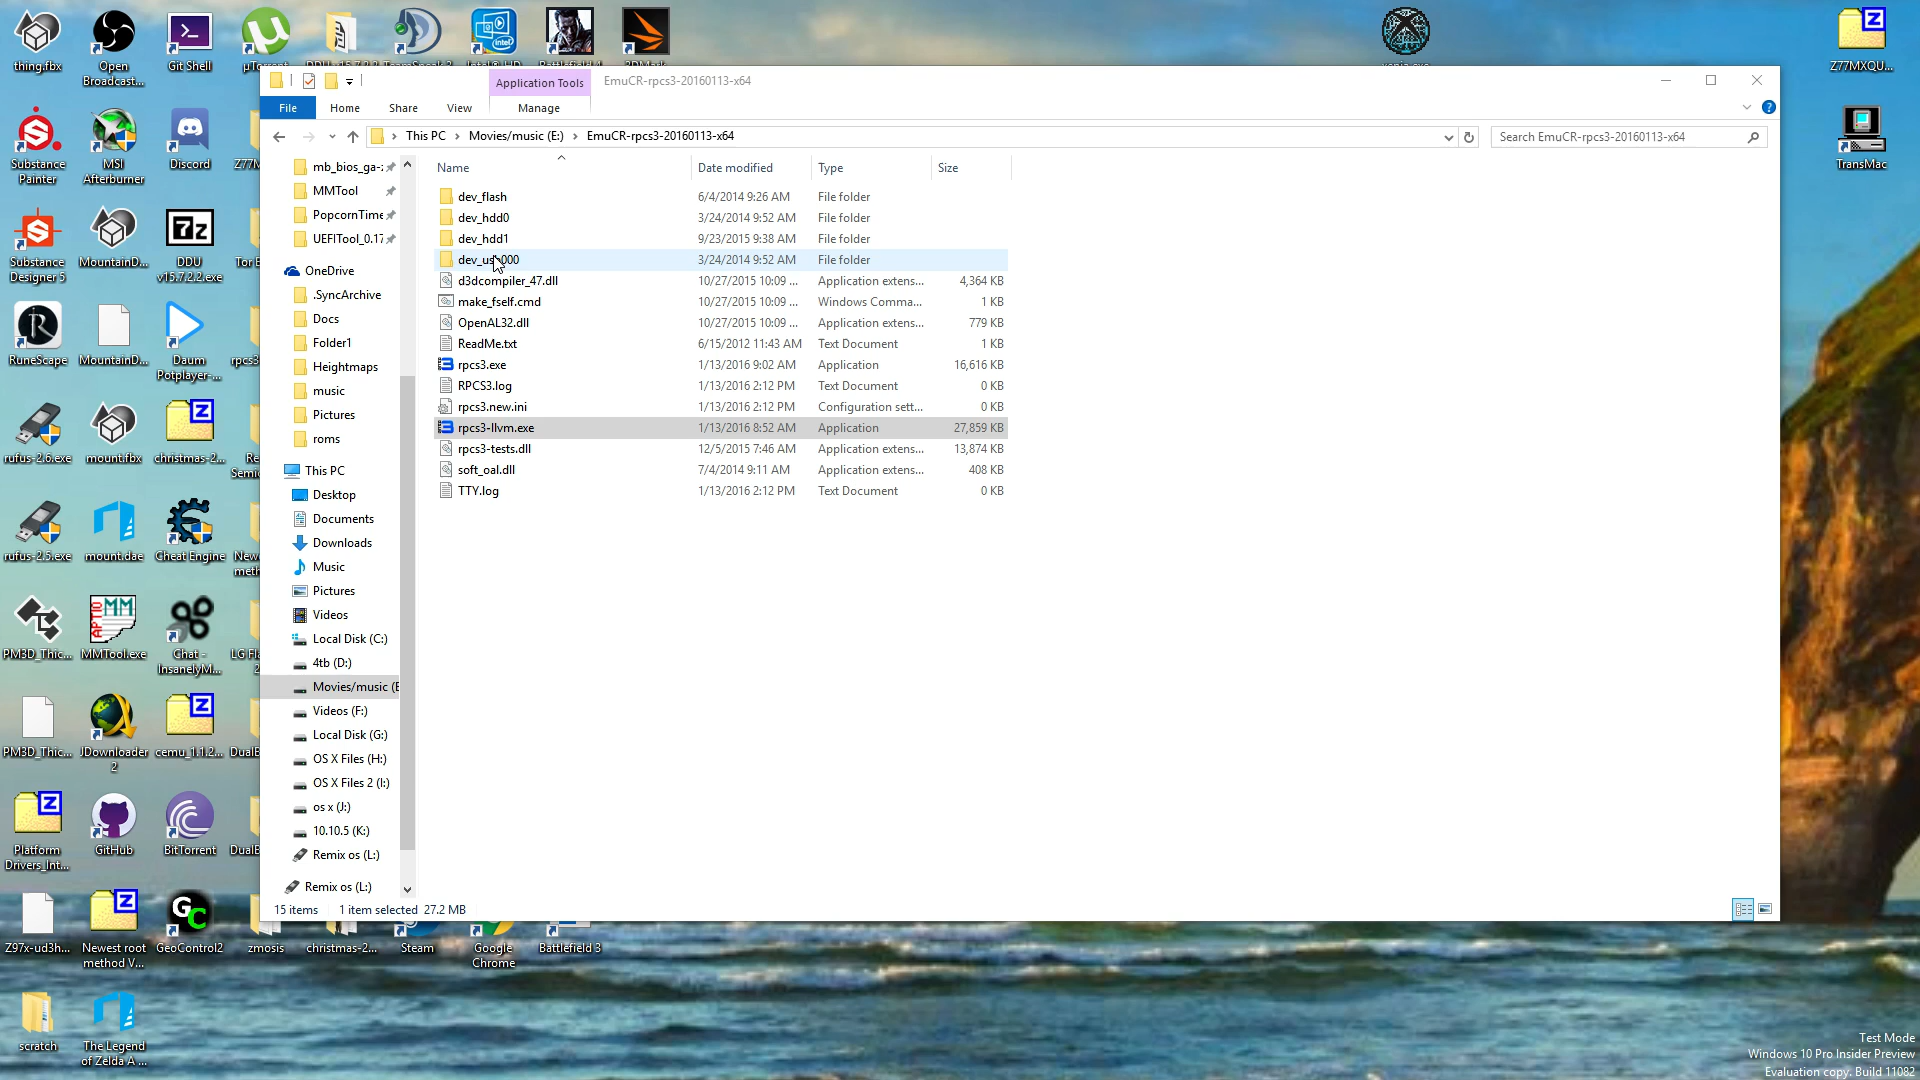 thing.fbx
Open
Broadcast...
Git Shell
µTorrent
Z77MXQU...
Substance
Painter
MSI
Afterburner
Discord
TransMac
Substance
Designer 5
MountainD...
DDU
v15.7.2.2.exe
Tor B
RuneScape
MountainD...
Daum
Potplayer-...
rpcs3
rufus-2.6.exe
mount.fbx
christmas-2...
rufus-2.5.exe
mount.dae
Cheat Engine
New
meth
PM3D_Thic...
MMTool.exe
Chat -
InsanelyM...
LG Fl
PM3D_Thic...
JDownloader
2
cemu_1.1.2...
DualB
Platform
Drivers_Int...
GitHub
BitTorrent
DualB
Z97x-ud3h...
Newest root
method V...
GeoControl2
zmosis
christmas-2...
Steam
Google
Chrome
Battlefield 3
scratch
The Legend
of Zelda A ...
Application Tools
EmuCR-rpcs3-20160113-x64
File
Home
Share
View
Manage
This PC
Movies/music (E:)
EmuCR-rpcs3-20160113-x64
Search EmuCR-rpcs3-20160113-x64
mb_bios_ga-
MMTool
PopcornTime
UEFITool_0.17
OneDrive
.SyncArchive
Docs
Folder1
Heightmaps
music
Pictures
roms
This PC
Desktop
Documents
Downloads
Music
Pictures
Videos
Local Disk (C:)
4tb (D:)
Movies/music (E
Videos (F:)
Local Disk (G:)
OS X Files (H:)
OS X Files 2 (I:)
os x (J:)
10.10.5 (K:)
Remix os (L:)
Remix os (L:)
Name Date modified Type Size
dev_flash 6/4/2014 9:26 AM File folder
dev_hdd0 3/24/2014 9:52 AM File folder
dev_hdd1 9/23/2015 9:38 AM File folder
dev_usb000 3/24/2014 9:52 AM File folder
d3dcompiler_47.dll 10/27/2015 10:09 ... Application extens... 4,364 KB
make_fself.cmd 10/27/2015 10:09 ... Windows Comma... 1 KB
OpenAL32.dll 10/27/2015 10:09 ... Application extens... 779 KB
ReadMe.txt 6/15/2012 11:43 AM Text Document 1 KB
rpcs3.exe 1/13/2016 9:02 AM Application 16,616 KB
RPCS3.log 1/13/2016 2:12 PM Text Document 0 KB
rpcs3.new.ini 1/13/2016 2:12 PM Configuration sett... 0 KB
rpcs3-llvm.exe 1/13/2016 8:52 AM Application 27,859 KB
rpcs3-tests.dll 12/5/2015 7:46 AM Application extens... 13,874 KB
soft_oal.dll 7/4/2014 9:11 AM Application extens... 408 KB
TTY.log 1/13/2016 2:12 PM Text Document 0 KB
15 items 1 item selected 27.2 MB
Test Mode
Windows 10 Pro Insider Preview
Evaluation copy. Build 11082